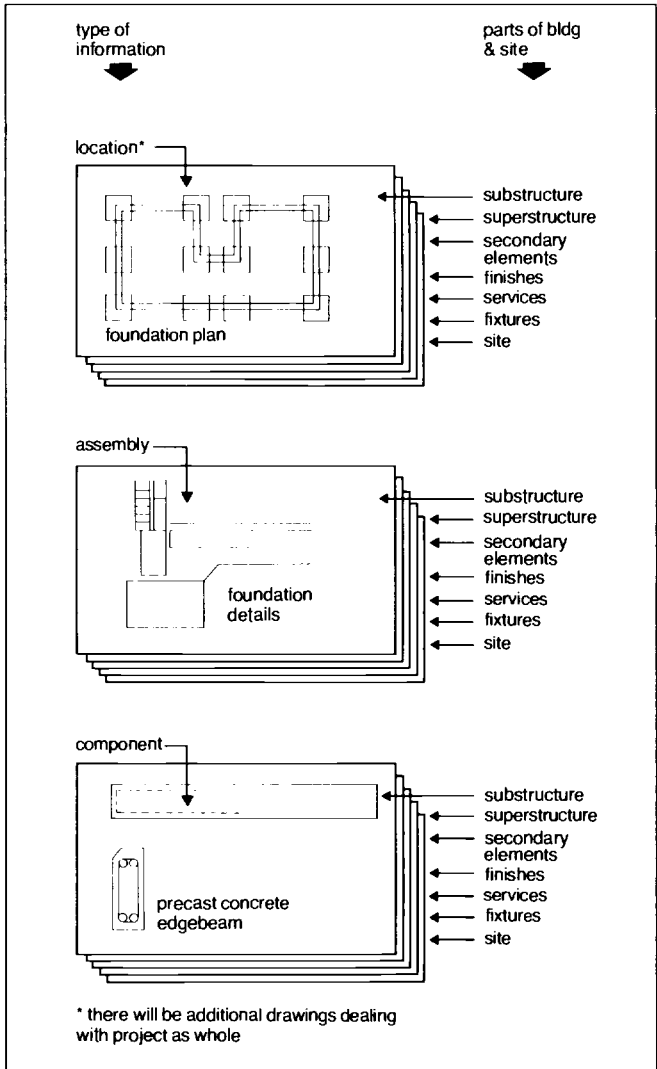 type of
information
parts of bldg
& site
location*
substructure
superstructure
secondary
elements
finishes
services
fixtures
site
foundation plan
assembly
substructure
superstructure
secondary
elements
finishes
services
fixtures
site
foundation
details
component
substructure
superstructure
secondary
elements
finishes
services
fixtures
site
precast concrete
edgebeam
* there will be additional drawings dealing
with project as whole